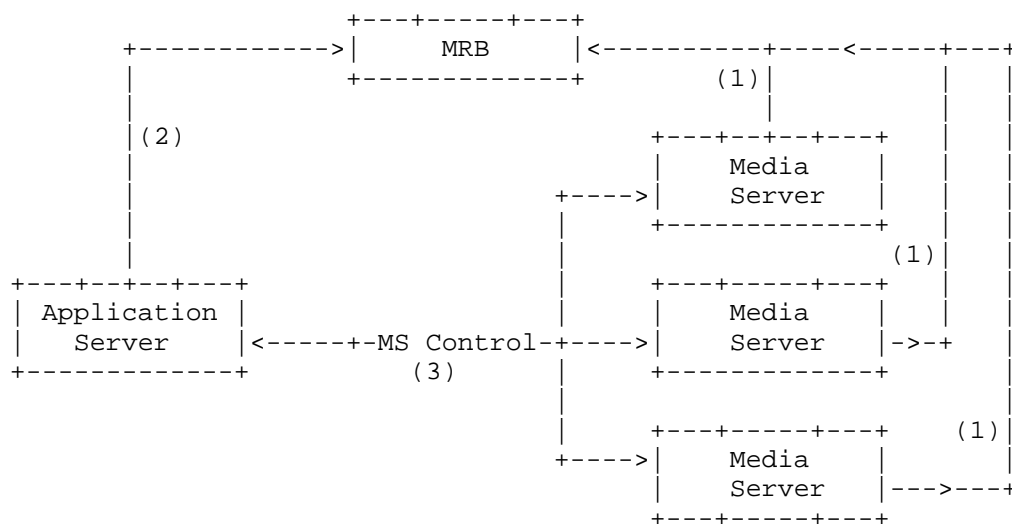 MRB
(1)
(2)
Media
Server
(1)
Application
Server
Media
Server
MS Control
(3)
(1)
Media
Server